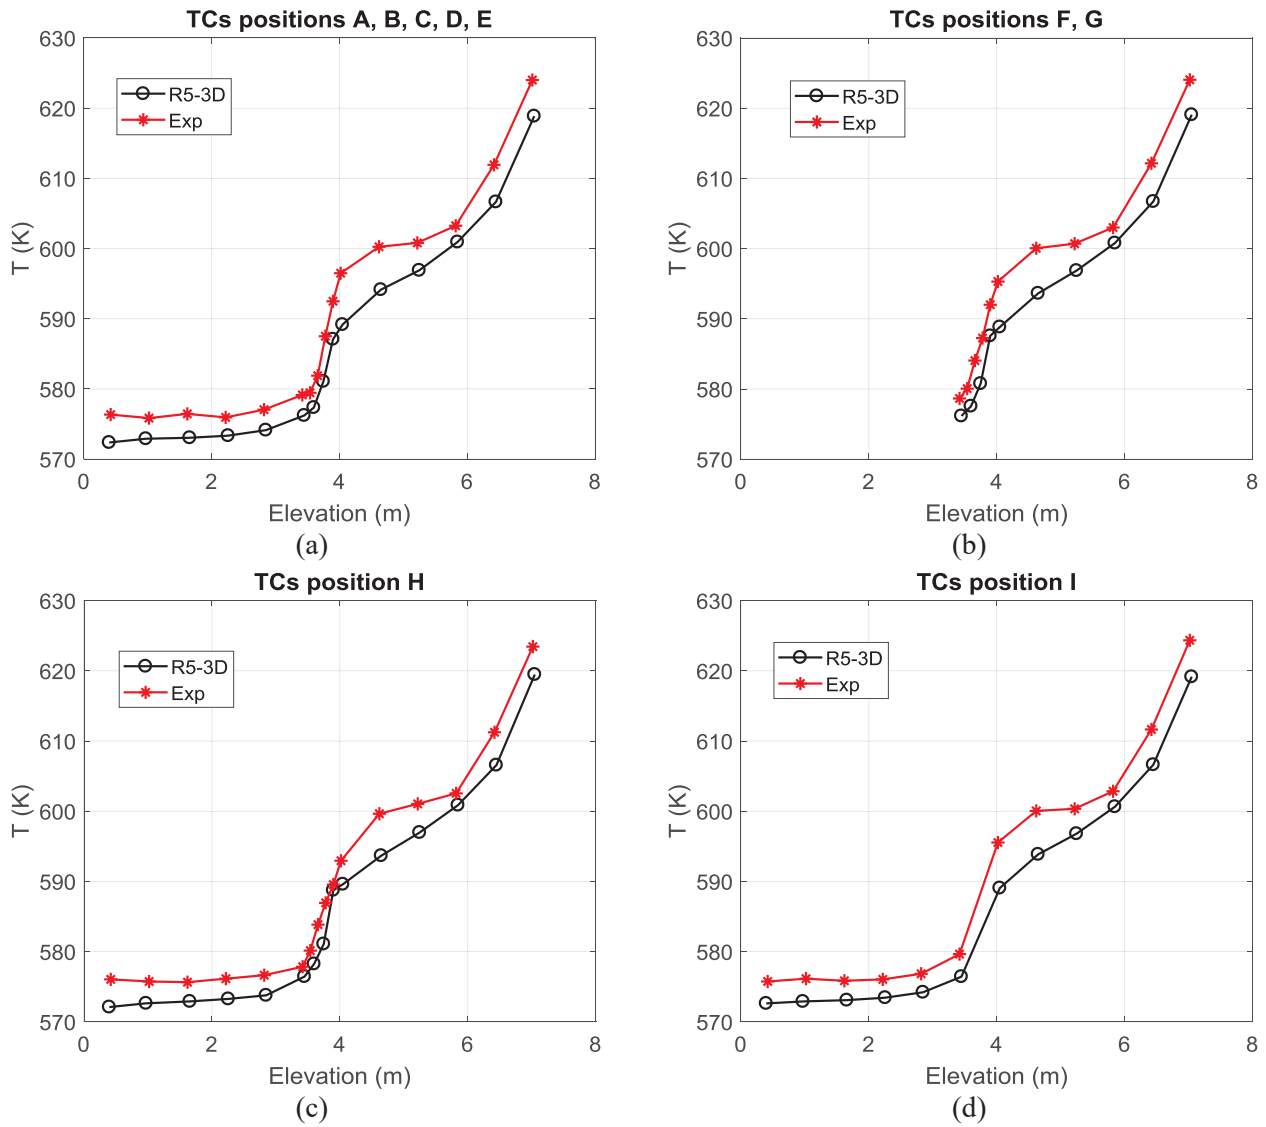 TCs positions A, B, C, D, E
630
620
610
600
590
580
570
T (K)
R5-3D
Exp
0 2 4 6 8
Elevation (m)
(a)
TCs positions F, G
630
620
610
600
590
580
570
T (K)
R5-3D
Exp
0 2 4 6 8
Elevation (m)
(b)
TCs position H
630
620
610
600
590
580
570
T (K)
R5-3D
Exp
0 2 4 6 8
Elevation (m)
(c)
TCs position I
630
620
610
600
590
580
570
T (K)
R5-3D
Exp
0 2 4 6 8
Elevation (m)
(d)